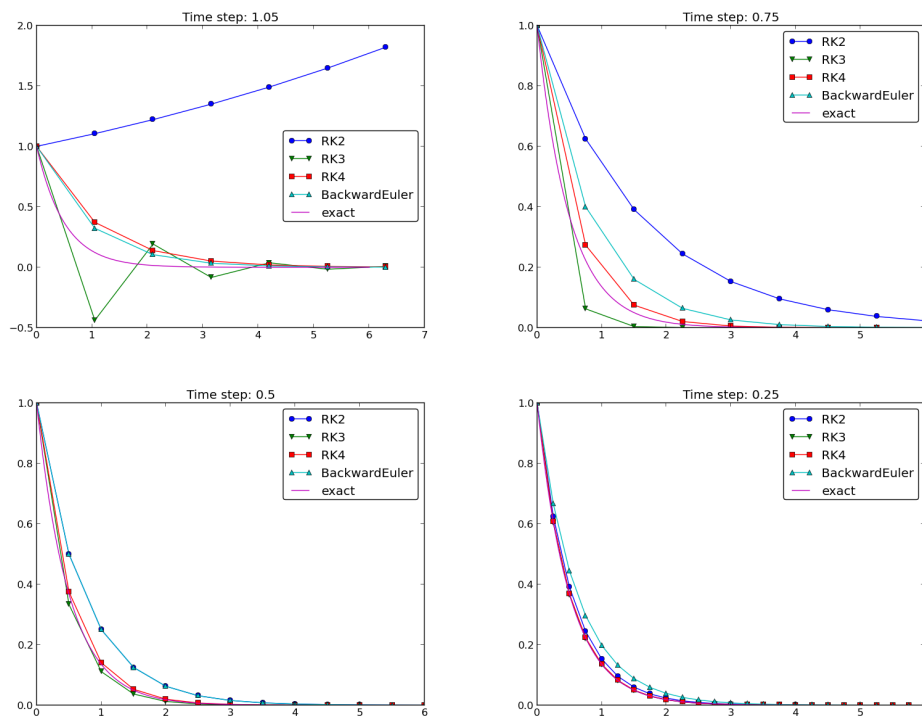 Time step: 1.05
2.0
1.5
1.0
0.5
0.0
−0.5
0 1 2 3 4 5 6 7
RK2
RK3
RK4
BackwardEuler
exact
Time step: 0.75
1.0
0.8
0.6
0.4
0.2
0.0
0 1 2 3 4 5
RK2
RK3
RK4
BackwardEuler
exact
Time step: 0.5
1.0
0.8
0.6
0.4
0.2
0.0
0 1 2 3 4 5 6
RK2
RK3
RK4
BackwardEuler
exact
Time step: 0.25
1.0
0.8
0.6
0.4
0.2
0.0
0 1 2 3 4 5
RK2
RK3
RK4
BackwardEuler
exact